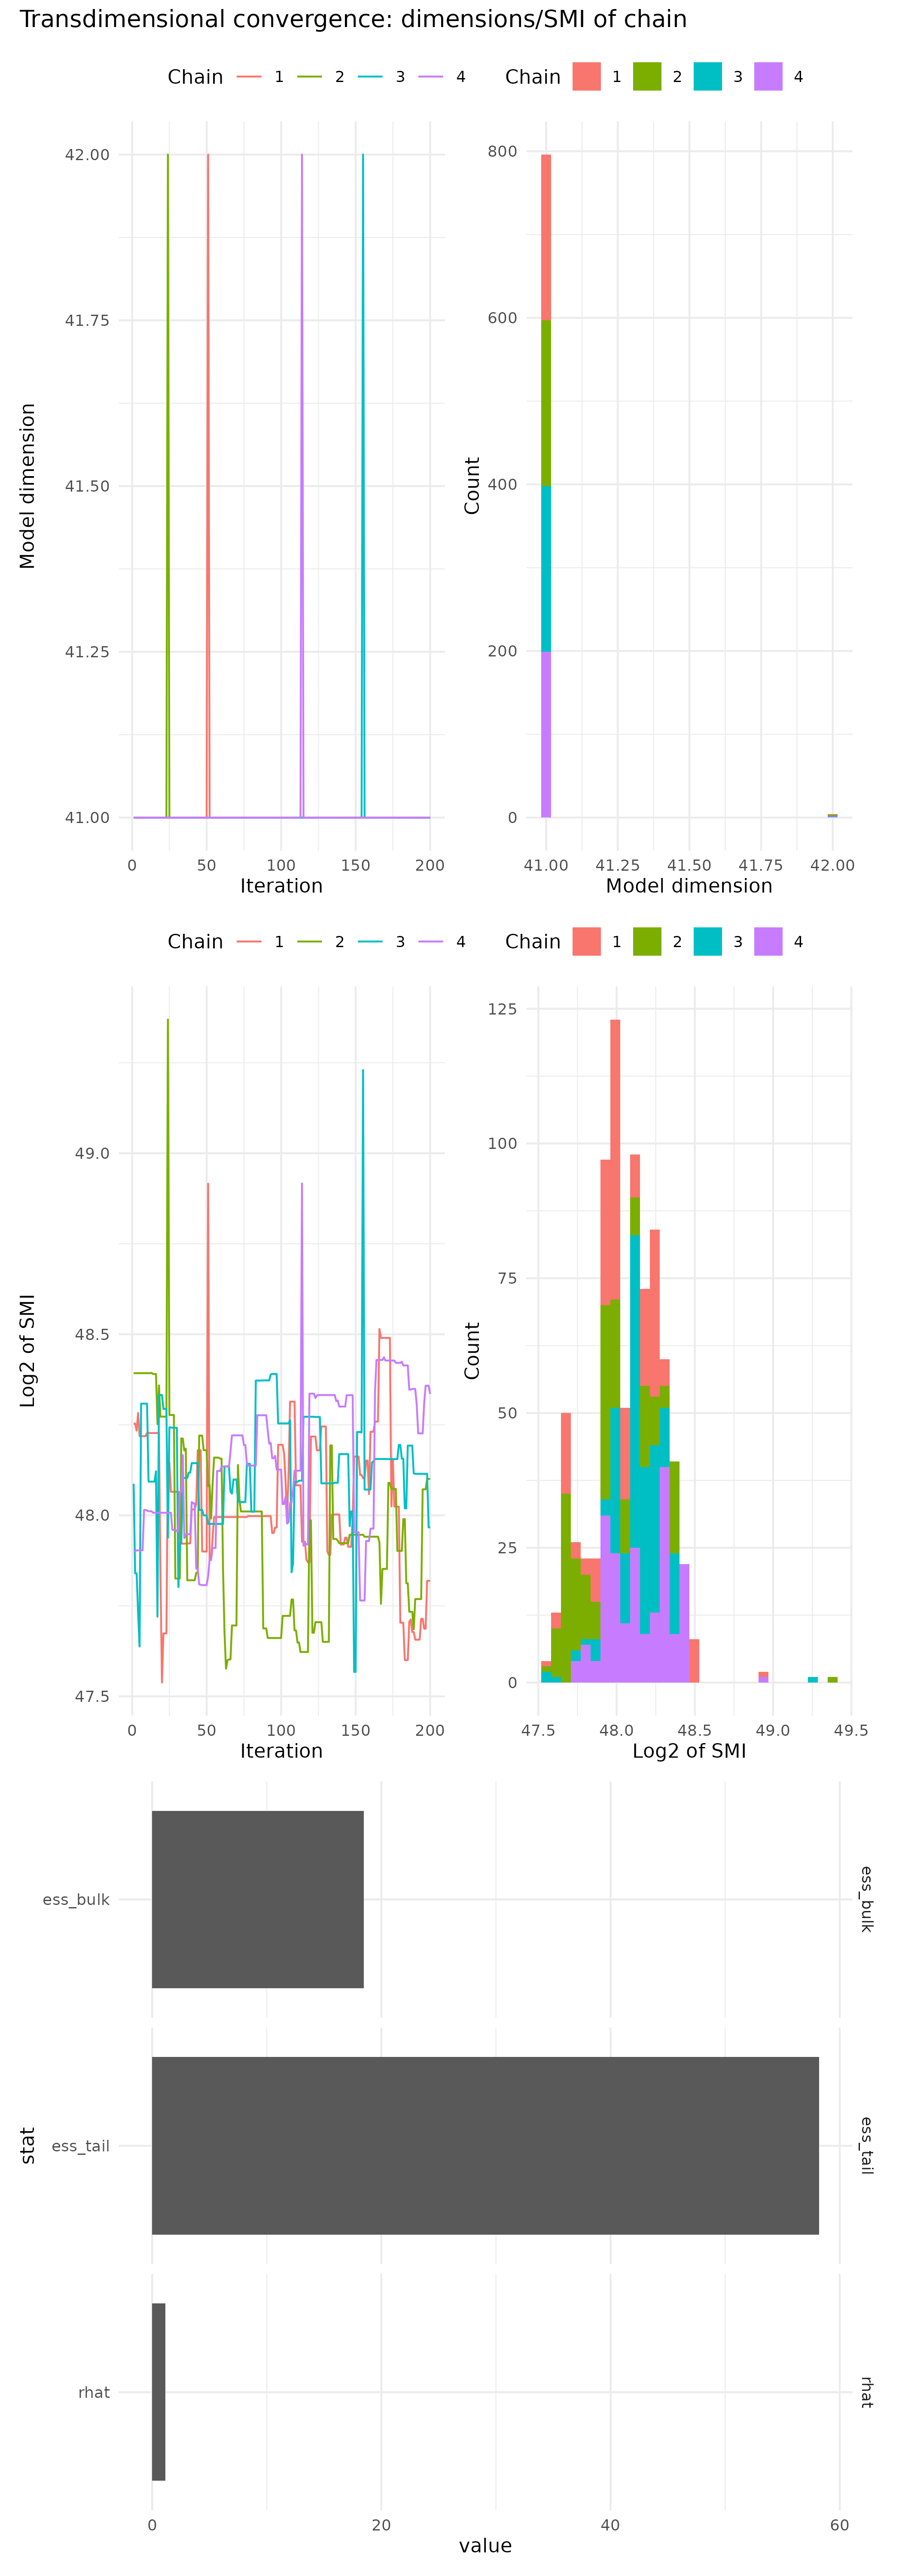 Transdimensional convergence: dimensions/SMI of chain
Chain 1 2 3 4 Chain 1 2 3 4
42.00
41.75
41.50
41.25
41.00
Model dimension
0 50 100 150 200
Iteration
800
600
400
200
0
Count
41.00 41.25 41.50 41.75 42.00
Model dimension
Chain 1 2 3 4 Chain 1 2 3 4
49.0
48.5
48.0
47.5
Log2 of SMI
0 50 100 150 200
Iteration
125
100
75
50
25
0
Count
47.5 48.0 48.5 49.0 49.5
Log2 of SMI
stat
ess_bulk
ess_bulk
ess_tail
ess_tail
rhat
rhat
0 20 40 60
value